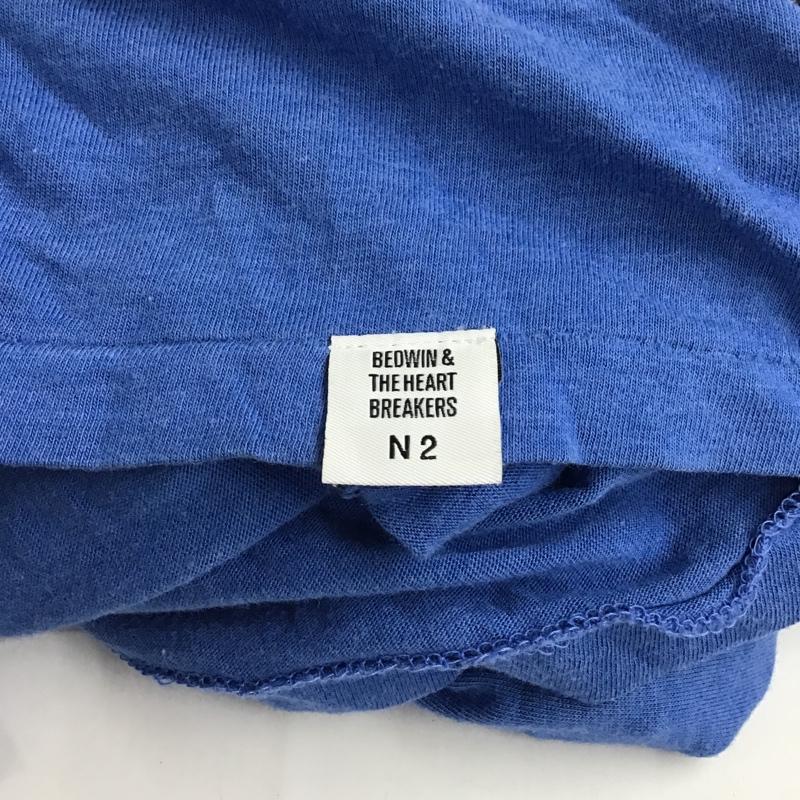 BEDWIN &
THE HEART
BREAKERS
N 2